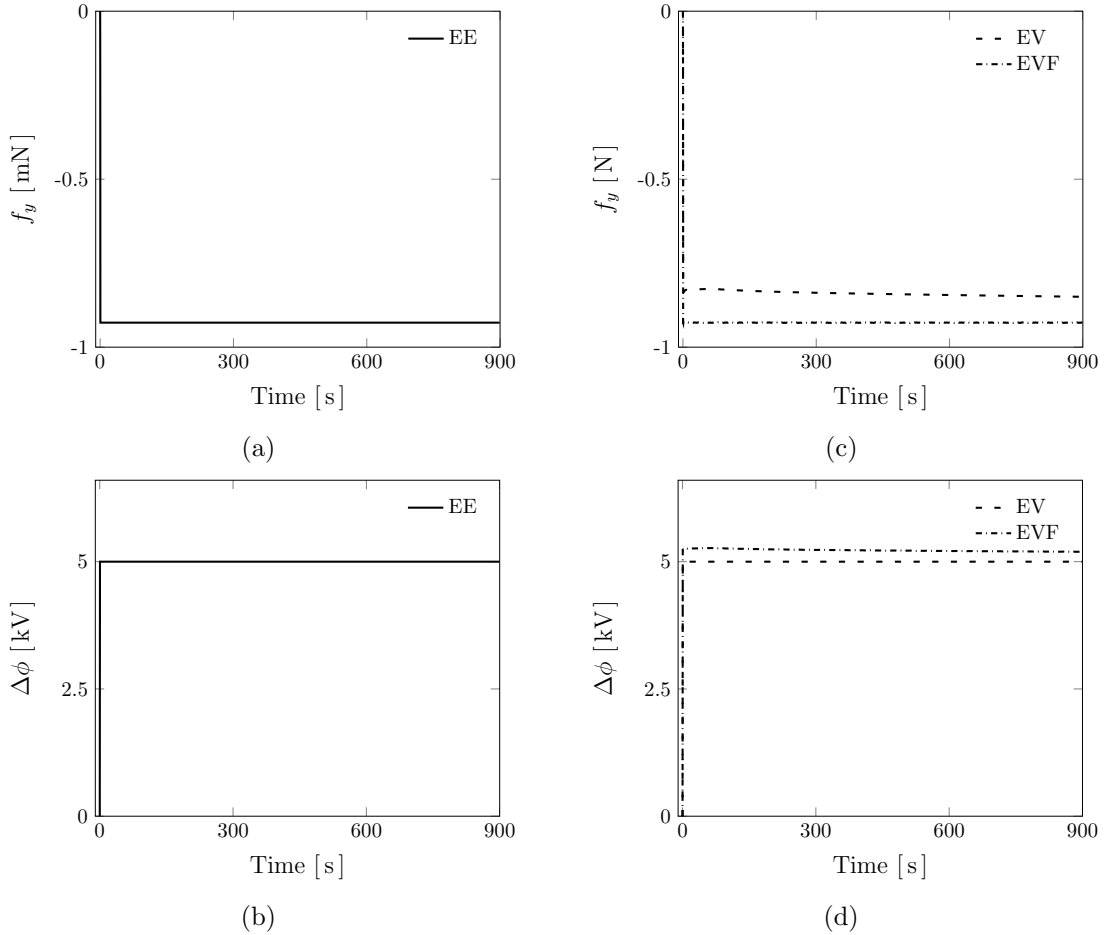 0
-0.5
-1
f_y [mN]
EE
0 300 600 900
Time [s]
(a)
0
-0.5
-1
f_y [N]
EV
EVF
0 300 600 900
Time [s]
(c)
5
2.5
0
Δϕ [kV]
EE
0 300 600 900
Time [s]
(b)
5
2.5
0
Δϕ [kV]
EV
EVF
0 300 600 900
Time [s]
(d)